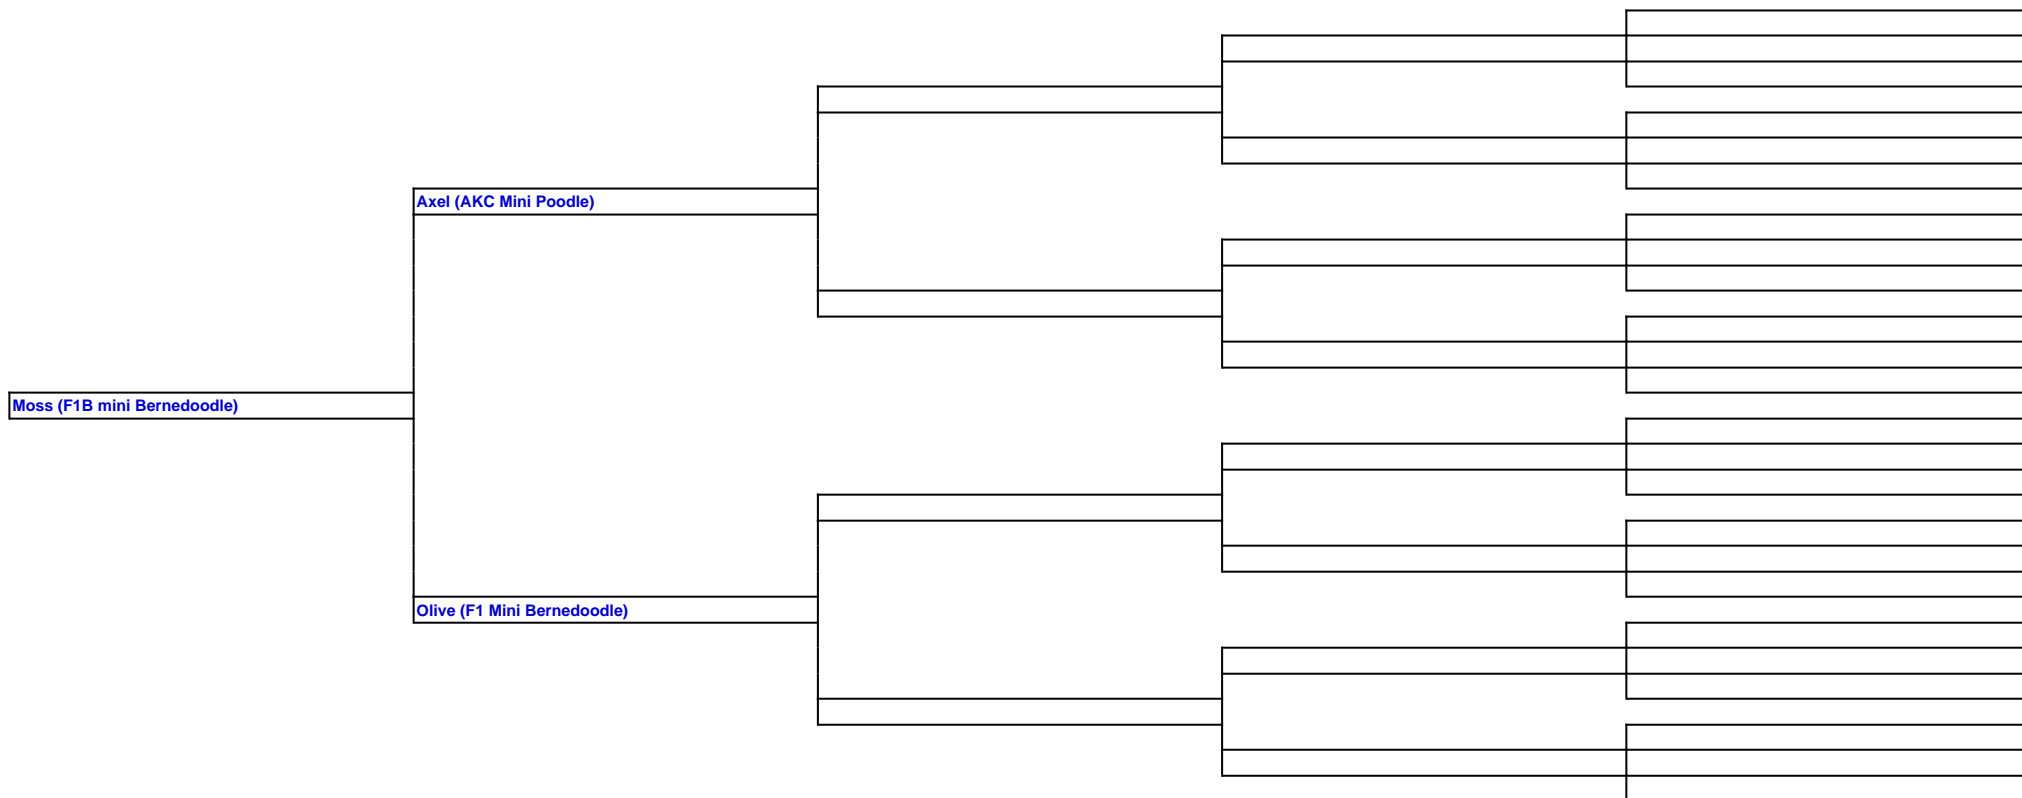 Axel (AKC Mini Poodle)
Moss (F1B mini Bernedoodle)
Olive (F1 Mini Bernedoodle)